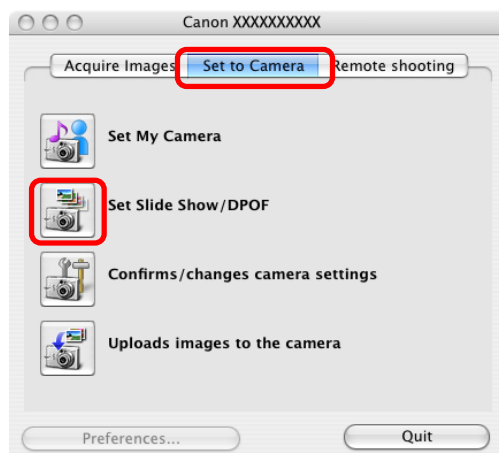 Canon XXXXXXXXXX
Acquire Images Set to Camera Remote shooting
Set My Camera
Set Slide Show/DPOF
Confirms/changes camera settings
Uploads images to the camera
Preferences... Quit